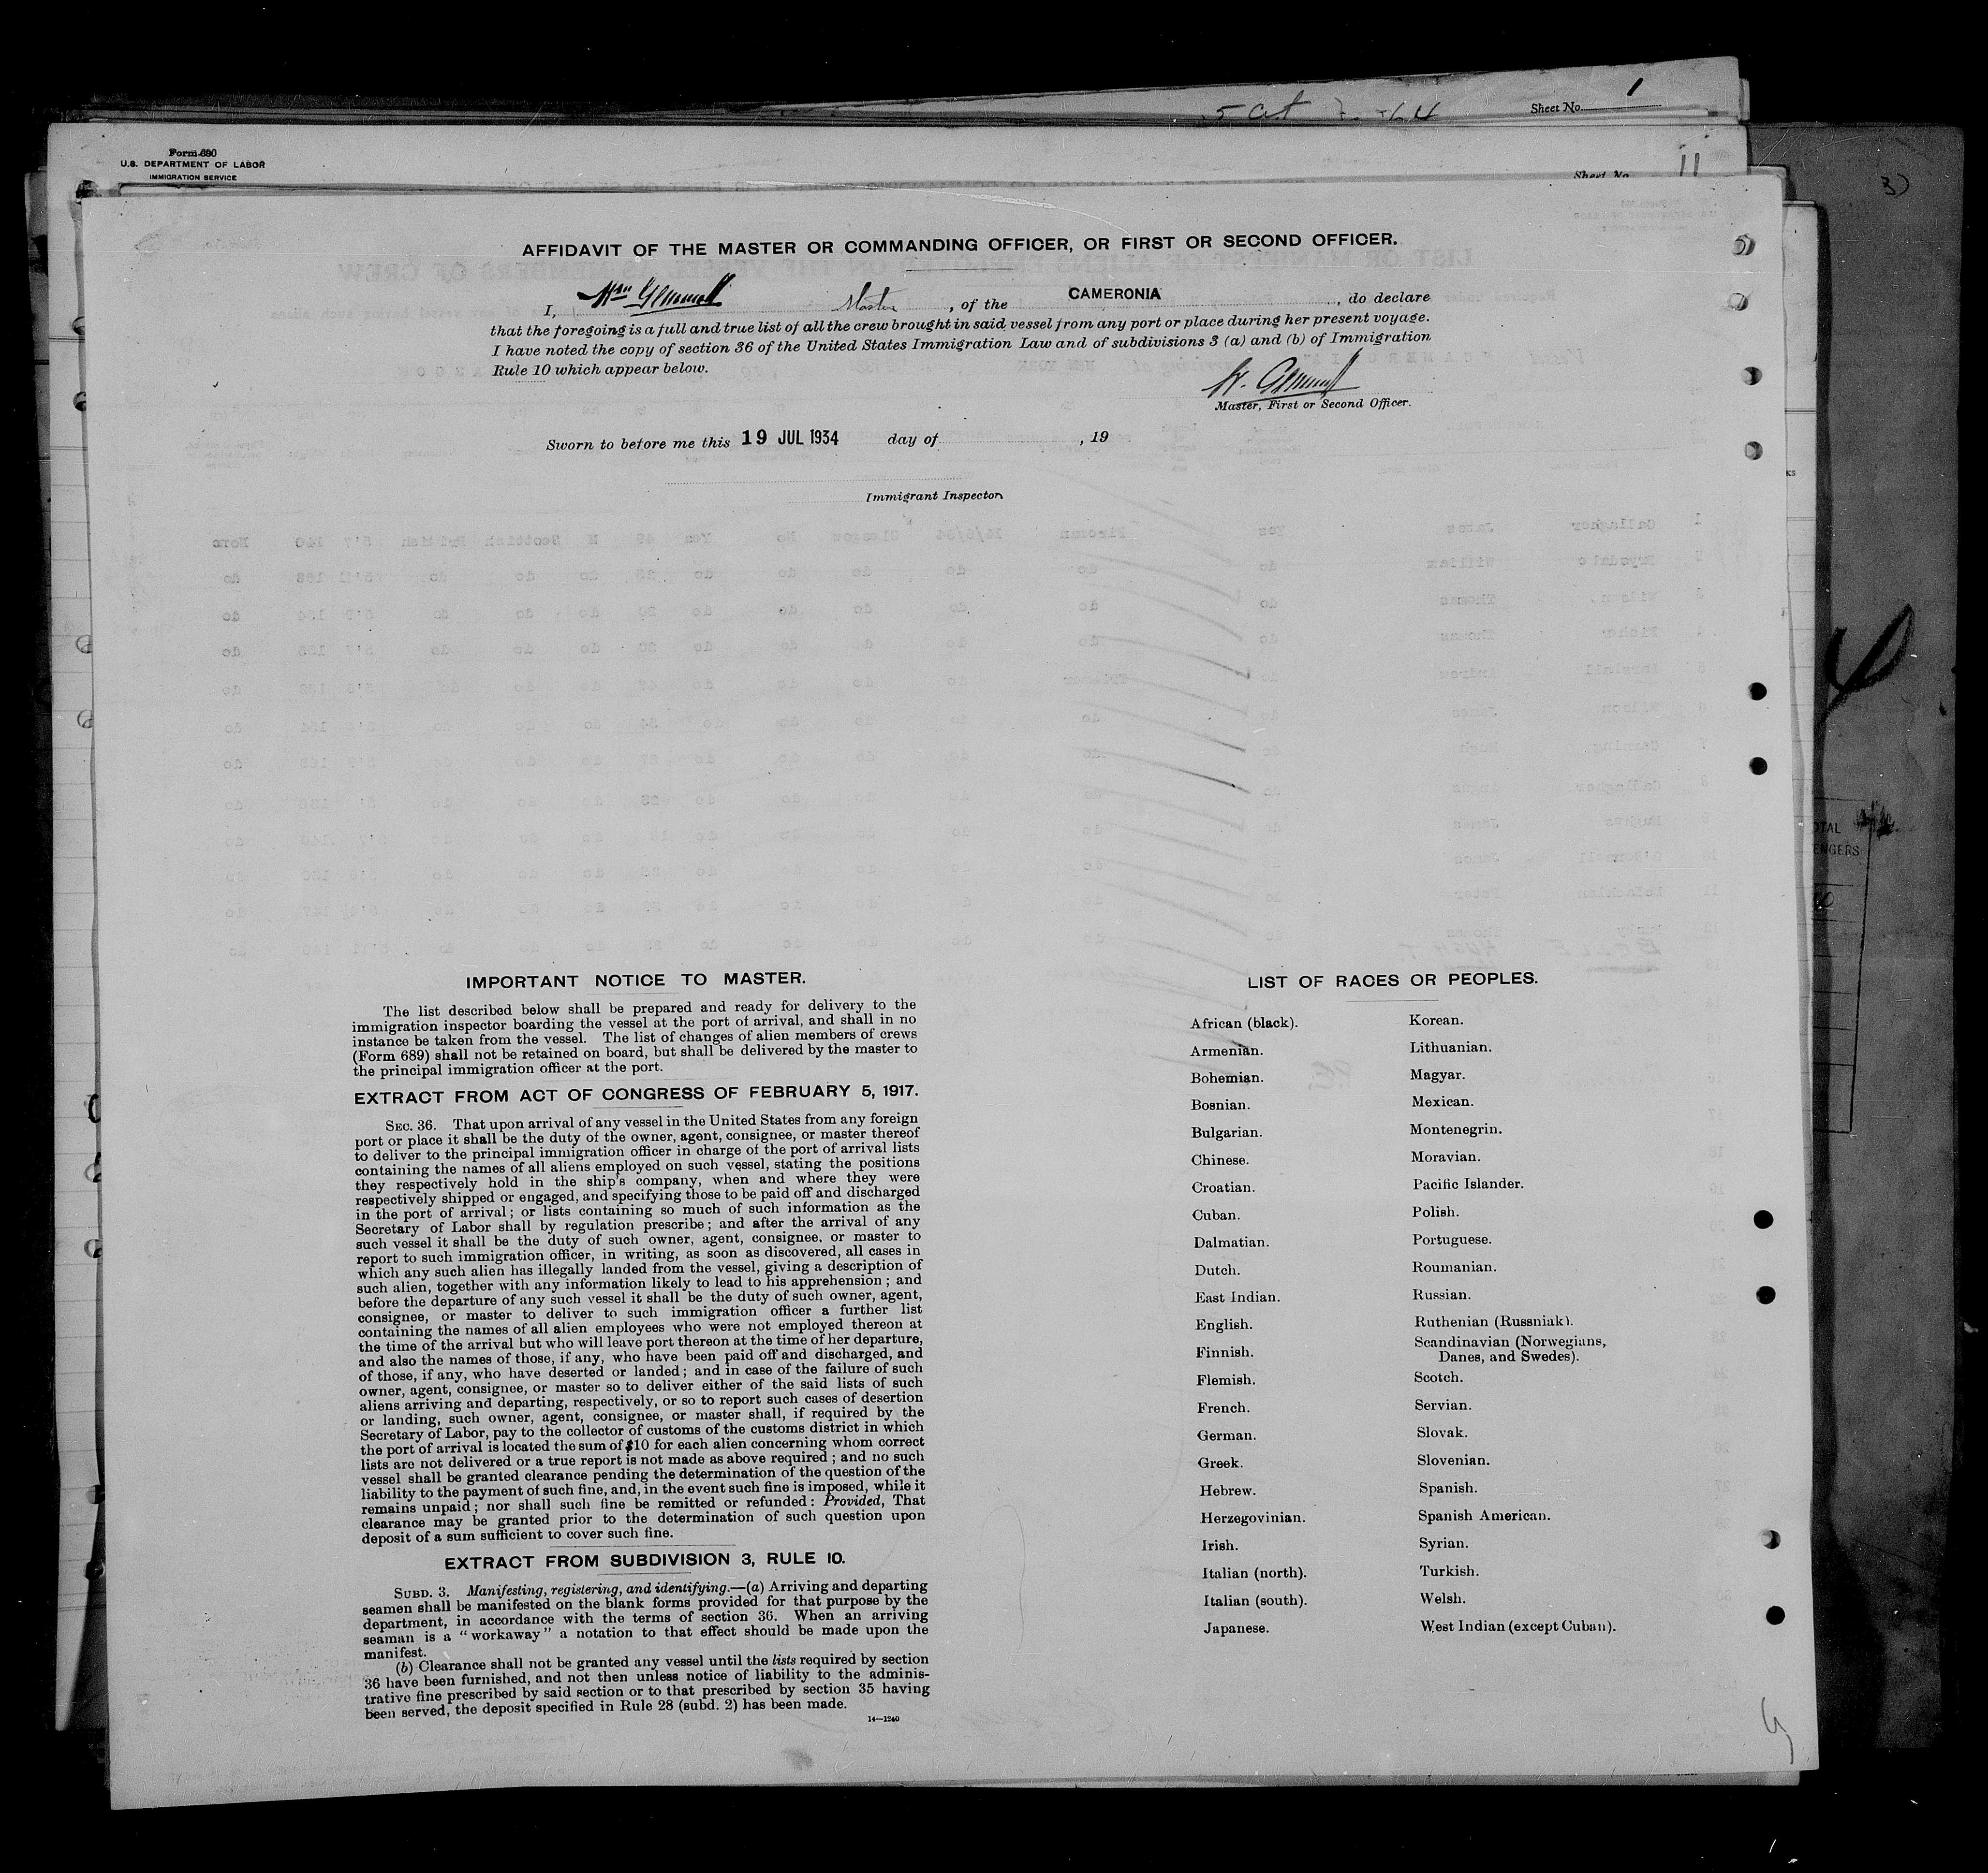 Sheet No. 1
Form 680
U.S. DEPARTMENT OF LABOR
IMMIGRATION SERVICE
Sheet No. 11
AFFIDAVIT OF THE MASTER OR COMMANDING OFFICER, OR FIRST OR SECOND OFFICER.
I, Wm Gemmell Master, of the CAMERONIA, do declare
that the foregoing is a full and true list of all the crew brought in said vessel from any port or place during her present voyage.
I have noted the copy of section 36 of the United States Immigration Law and of subdivisions 3 (a) and (b) of Immigration
Rule 10 which appear below.
W. Gemmell
Master, First or Second Officer.
Sworn to before me this 19 JUL 1934 day of , 19
Immigrant Inspector.
IMPORTANT NOTICE TO MASTER.
The list described below shall be prepared and ready for delivery to the
immigration inspector boarding the vessel at the port of arrival, and shall in no
instance be taken from the vessel. The list of changes of alien members of crews
(Form 689) shall not be retained on board, but shall be delivered by the master to
the principal immigration officer at the port.
EXTRACT FROM ACT OF CONGRESS OF FEBRUARY 5, 1917.
SEC. 36. That upon arrival of any vessel in the United States from any foreign
port or place it shall be the duty of the owner, agent, consignee, or master thereof
to deliver to the principal immigration officer in charge of the port of arrival lists
containing the names of all aliens employed on such vessel, stating the positions
they respectively hold in the ship's company, when and where they were
respectively shipped or engaged, and specifying those to be paid off and discharged
in the port of arrival; or lists containing so much of such information as the
Secretary of Labor shall by regulation prescribe; and after the arrival of any
such vessel it shall be the duty of such owner, agent, consignee, or master to
report to such immigration officer, in writing, as soon as discovered, all cases in
which any such alien has illegally landed from the vessel, giving a description of
such alien, together with any information likely to lead to his apprehension; and
before the departure of any such vessel it shall be the duty of such owner, agent,
consignee, or master to deliver to such immigration officer a further list
containing the names of all alien employees who were not employed thereon at
the time of the arrival but who will leave port thereon at the time of her departure,
and also the names of those, if any, who have been paid off and discharged, and
of those, if any, who have deserted or landed; and in case of the failure of such
owner, agent, consignee, or master so to deliver either of the said lists of such
aliens arriving and departing, respectively, or so to report such cases of desertion
or landing, such owner, agent, consignee, or master shall, if required by the
Secretary of Labor, pay to the collector of customs of the customs district in which
the port of arrival is located the sum of $10 for each alien concerning whom correct
lists are not delivered or a true report is not made as above required; and no such
vessel shall be granted clearance pending the determination of the question of the
liability to the payment of such fine, and, in the event such fine is imposed, while it
remains unpaid; nor shall such fine be remitted or refunded: Provided, That
clearance may be granted prior to the determination of such question upon
deposit of a sum sufficient to cover such fine.
EXTRACT FROM SUBDIVISION 3, RULE 10.
SUBD. 3. Manifesting, registering, and identifying.—(a) Arriving and departing
seamen shall be manifested on the blank forms provided for that purpose by the
department, in accordance with the terms of section 36. When an arriving
seaman is a "workaway" a notation to that effect should be made upon the
manifest.
(b) Clearance shall not be granted any vessel until the lists required by section
36 have been furnished, and not then unless notice of liability to the adminis-
trative fine prescribed by said section or to that prescribed by section 35 having
been served, the deposit specified in Rule 28 (subd. 2) has been made.
14—1240
LIST OF RACES OR PEOPLES.
African (black).
Armenian.
Bohemian.
Bosnian.
Bulgarian.
Chinese.
Croatian.
Cuban.
Dalmatian.
Dutch.
East Indian.
English.
Finnish.
Flemish.
French.
German.
Greek.
Hebrew.
Herzegovinian.
Irish.
Italian (north).
Italian (south).
Japanese.
Korean.
Lithuanian.
Magyar.
Mexican.
Montenegrin.
Moravian.
Pacific Islander.
Polish.
Portuguese.
Roumanian.
Russian.
Ruthenian (Russniak).
Scandinavian (Norwegians,
Danes, and Swedes).
Scotch.
Servian.
Slovak.
Slovenian.
Spanish.
Spanish American.
Syrian.
Turkish.
Welsh.
West Indian (except Cuban).